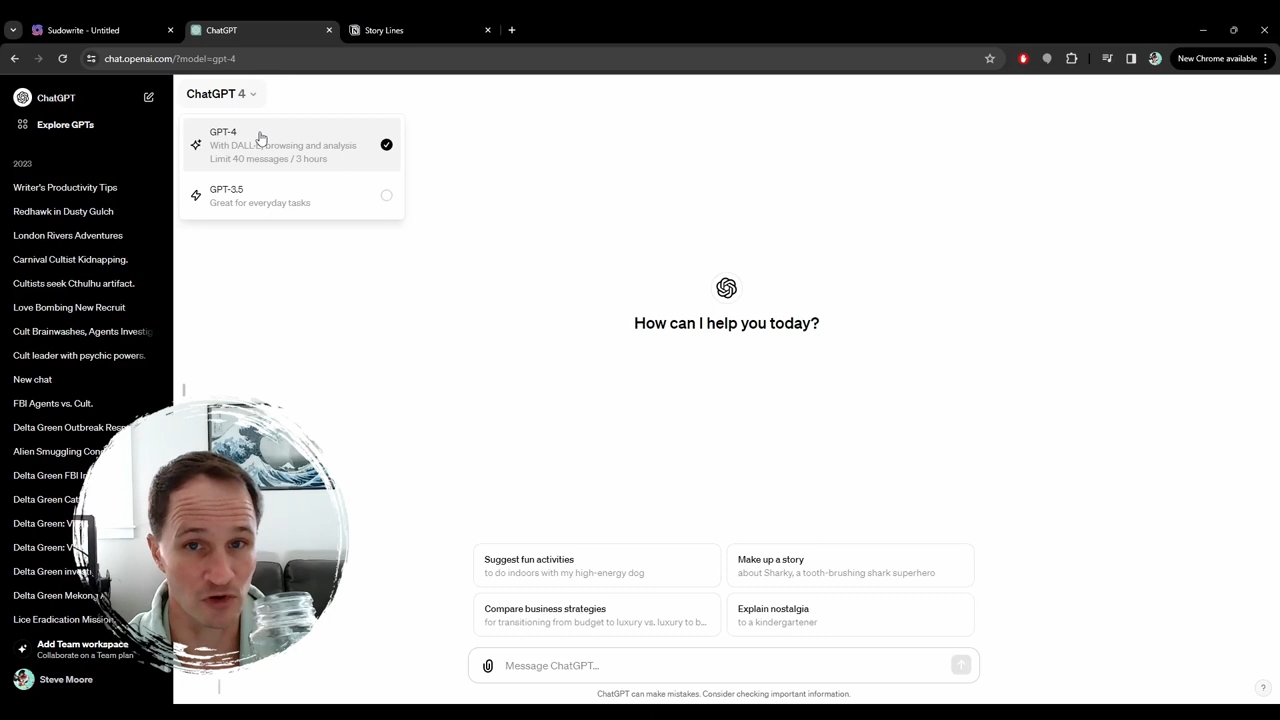 Sudowrite - Untitled
ChatGPT
Story Lines
chat.openai.com/?model=gpt-4
New Chrome available
ChatGPT
Explore GPTs
2023
Writer's Productivity Tips
Redhawk in Dusty Gulch
London Rivers Adventures
Carnival Cultist Kidnapping.
Cultists seek Cthulhu artifact.
Love Bombing New Recruit
Cult Brainwashes, Agents Investig
Cult leader with psychic powers.
New chat
FBI Agents vs. Cult.
Delta Green Outbreak Resp
Alien Smuggling Con
Delta Green FBI In
Delta Green Cat
Delta Green: V
Delta Green: V
Delta Green investi
Delta Green Mekong
Lice Eradication Mission
Add Team workspace
Collaborate on a Team plan
Steve Moore
ChatGPT 4
GPT-4
With DALL·E, browsing and analysis
Limit 40 messages / 3 hours
GPT-3.5
Great for everyday tasks
How can I help you today?
Suggest fun activities
to do indoors with my high-energy dog
Make up a story
about Sharky, a tooth-brushing shark superhero
Compare business strategies
for transitioning from budget to luxury vs. luxury to b...
Explain nostalgia
to a kindergartener
Message ChatGPT...
ChatGPT can make mistakes. Consider checking important information.
?